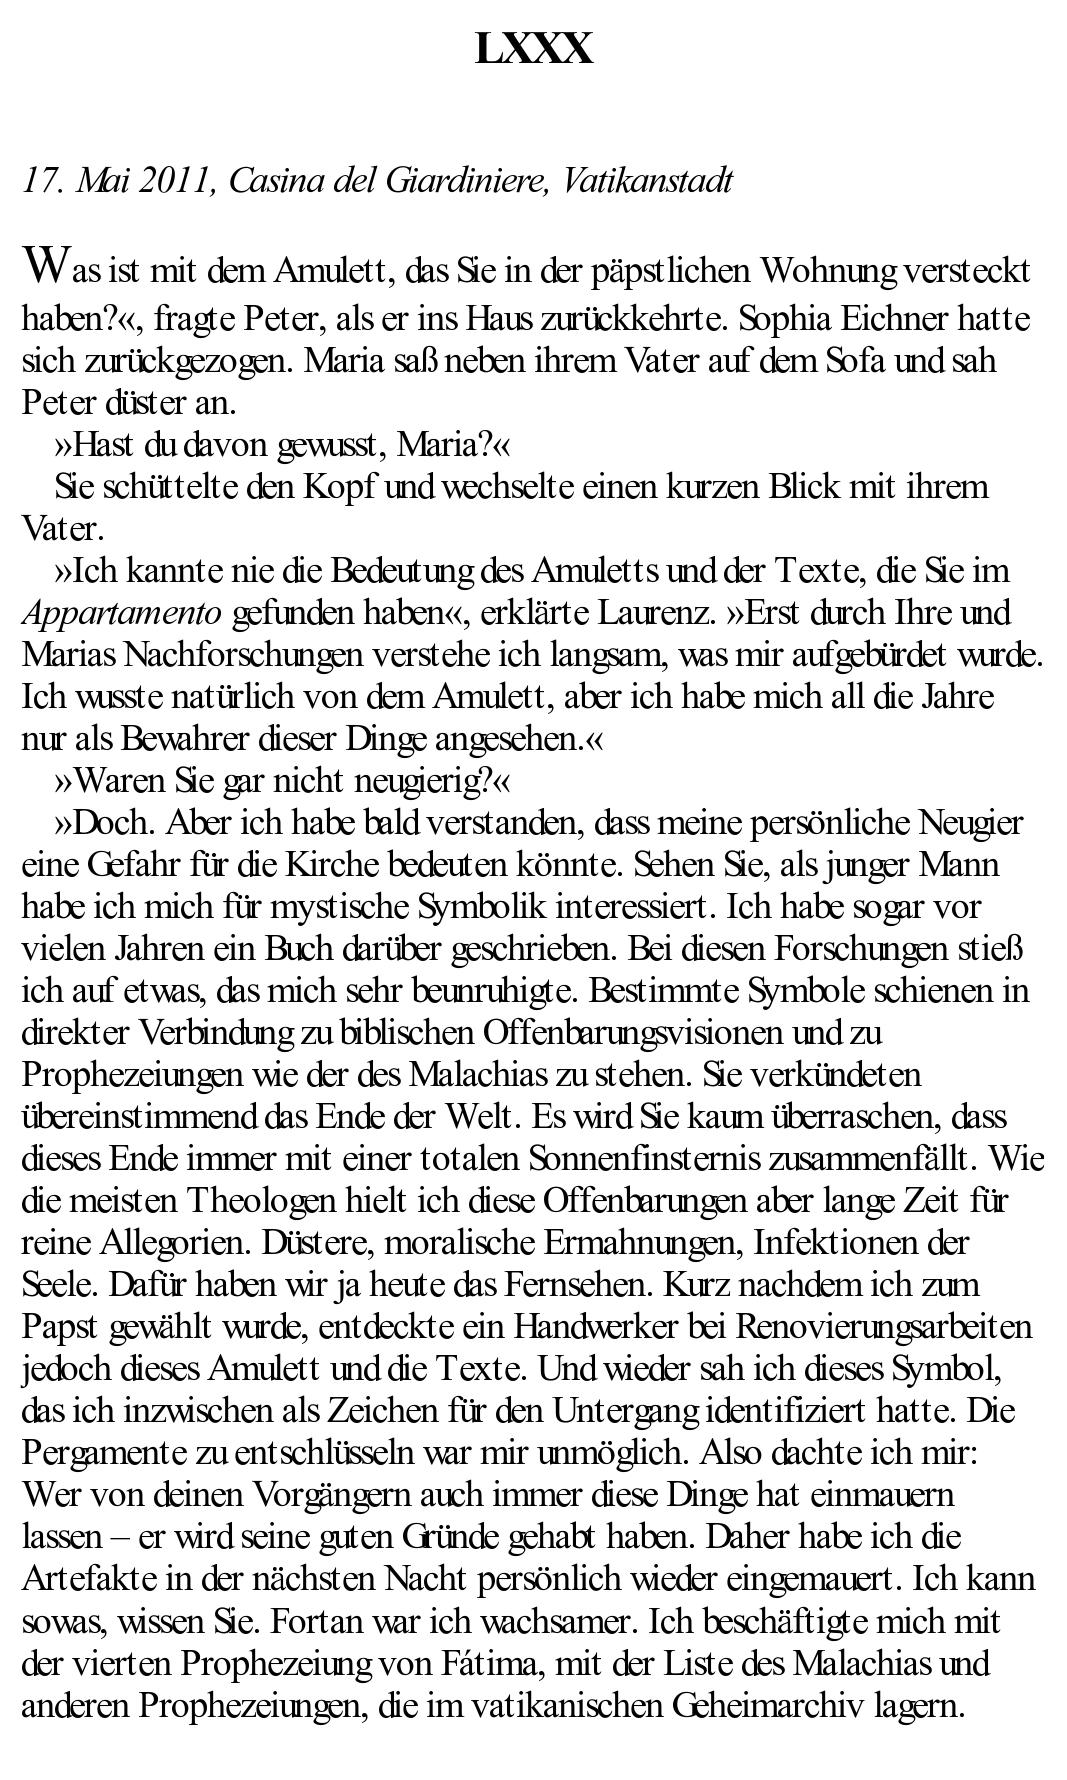 LXXX
17. Mai 2011, Casina del Giardiniere, Vatikanstadt
Was ist mit dem Amulett, das Sie in der päpstlichen Wohnung versteckt
haben?«, fragte Peter, als er ins Haus zurückkehrte. Sophia Eichner hatte
sich zurückgezogen. Maria saß neben ihrem Vater auf dem Sofa und sah
Peter düster an.
»Hast du davon gewusst, Maria?«
Sie schüttelte den Kopf und wechselte einen kurzen Blick mit ihrem
Vater.
»Ich kannte nie die Bedeutung des Amuletts und der Texte, die Sie im
Appartamento gefunden haben«, erklärte Laurenz. »Erst durch Ihre und
Marias Nachforschungen verstehe ich langsam, was mir aufgebürdet wurde.
Ich wusste natürlich von dem Amulett, aber ich habe mich all die Jahre
nur als Bewahrer dieser Dinge angesehen.«
»Waren Sie gar nicht neugierig?«
»Doch. Aber ich habe bald verstanden, dass meine persönliche Neugier
eine Gefahr für die Kirche bedeuten könnte. Sehen Sie, als junger Mann
habe ich mich für mystische Symbolik interessiert. Ich habe sogar vor
vielen Jahren ein Buch darüber geschrieben. Bei diesen Forschungen stieß
ich auf etwas, das mich sehr beunruhigte. Bestimmte Symbole schienen in
direkter Verbindung zu biblischen Offenbarungsvisionen und zu
Prophezeiungen wie der des Malachias zu stehen. Sie verkündeten
übereinstimmend das Ende der Welt. Es wird Sie kaum überraschen, dass
dieses Ende immer mit einer totalen Sonnenfinsternis zusammenfällt. Wie
die meisten Theologen hielt ich diese Offenbarungen aber lange Zeit für
reine Allegorien. Düstere, moralische Ermahnungen, Infektionen der
Seele. Dafür haben wir ja heute das Fernsehen. Kurz nachdem ich zum
Papst gewählt wurde, entdeckte ein Handwerker bei Renovierungsarbeiten
jedoch dieses Amulett und die Texte. Und wieder sah ich dieses Symbol,
das ich inzwischen als Zeichen für den Untergang identifiziert hatte. Die
Pergamente zu entschlüsseln war mir unmöglich. Also dachte ich mir:
Wer von deinen Vorgängern auch immer diese Dinge hat einmauern
lassen – er wird seine guten Gründe gehabt haben. Daher habe ich die
Artefakte in der nächsten Nacht persönlich wieder eingemauert. Ich kann
sowas, wissen Sie. Fortan war ich wachsamer. Ich beschäftigte mich mit
der vierten Prophezeiung von Fátima, mit der Liste des Malachias und
anderen Prophezeiungen, die im vatikanischen Geheimarchiv lagern.